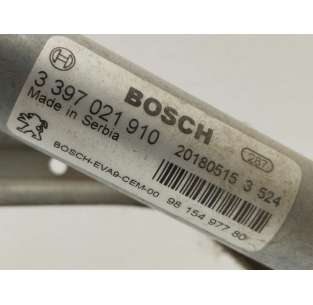 BOSCH
3 397 021 910
Made in Serbia
20180515 3 524
287
BOSCH-EVA9-CEM-00 98 154 977 80